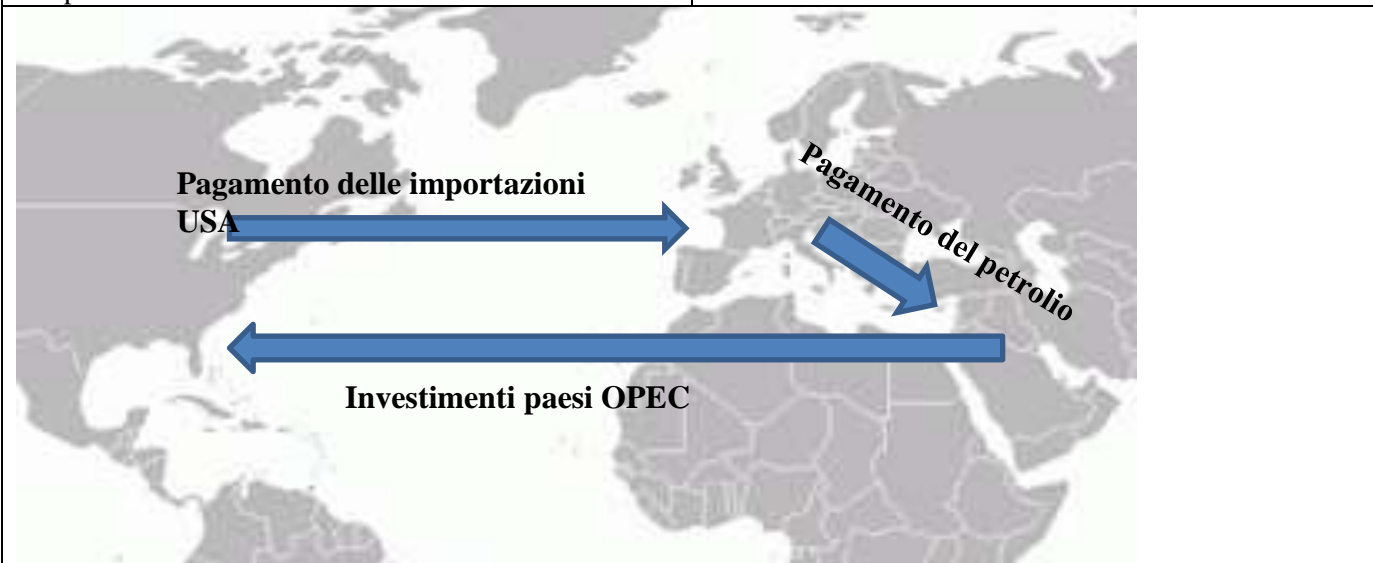 Pagamento delle importazioni
USA
Pagamento del petrolio
Investimenti paesi OPEC